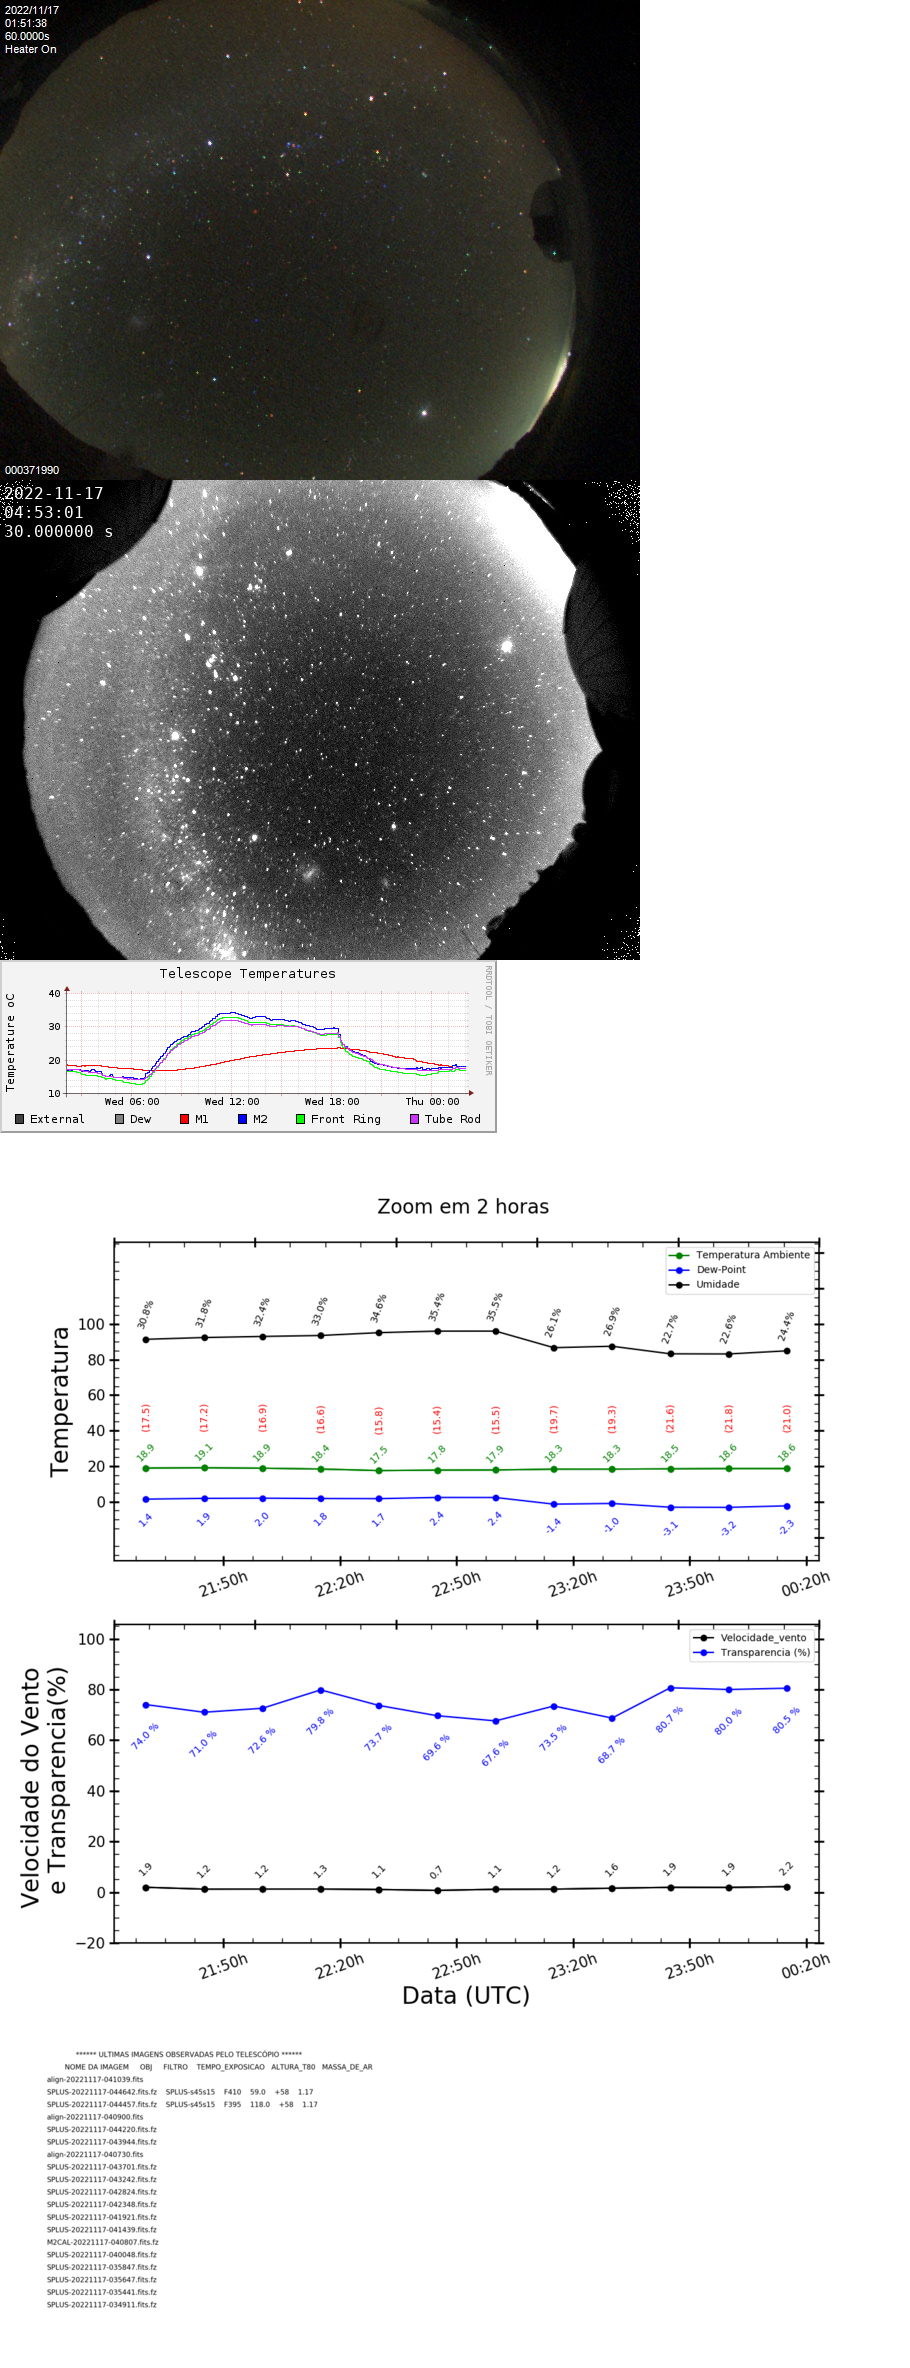 2022/11/17
01:51:38
60.0000s
Heater On
000371990
2022-11-17
04:53:01
30.000000 s
Telescope Temperatures
RRDTOOL / TOBI OETIKER
Temperature oC
40
30
20
10
Wed 06:00 Wed 12:00 Wed 18:00 Thu 00:00
External Dew M1 M2 Front Ring Tube Rod
Zoom em 2 horas
Temperatura Ambiente
Dew-Point
Umidade
Temperatura
100
80
60
40
20
0
30.8% 31.8% 32.4% 33.0% 34.6% 35.4% 35.5% 26.1% 26.9% 22.7% 22.6% 24.4%
(17.5) (17.2) (16.9) (16.6) (15.8) (15.4) (15.5) (19.7) (19.3) (21.6) (21.8) (21.0)
18.9 19.1 18.9 18.4 17.5 17.8 17.9 18.3 18.3 18.5 18.6 18.6
1.4 1.9 2.0 1.8 1.7 2.4 2.4 -1.4 -1.0 -3.1 -3.2 -2.3
21:50h 22:20h 22:50h 23:20h 23:50h 00:20h
Velocidade_vento
Transparencia (%)
Velocidade do Vento
e Transparencia(%)
100
80
60
40
20
0
−20
74.0 % 71.0 % 72.6 % 79.8 % 73.7 % 69.6 % 67.6 % 73.5 % 68.7 % 80.7 % 80.0 % 80.5 %
1.9 1.2 1.2 1.3 1.1 0.7 1.1 1.2 1.6 1.9 1.9 2.2
21:50h 22:20h 22:50h 23:20h 23:50h 00:20h
Data (UTC)
****** ULTIMAS IMAGENS OBSERVADAS PELO TELESCÓPIO ******
NOME DA IMAGEM OBJ FILTRO TEMPO_EXPOSICAO ALTURA_T80 MASSA_DE_AR
align-20221117-041039.fits
SPLUS-20221117-044642.fits.fz SPLUS-s45s15 F410 59.0 +58 1.17
SPLUS-20221117-044457.fits.fz SPLUS-s45s15 F395 118.0 +58 1.17
align-20221117-040900.fits
SPLUS-20221117-044220.fits.fz
SPLUS-20221117-043944.fits.fz
align-20221117-040730.fits
SPLUS-20221117-043701.fits.fz
SPLUS-20221117-043242.fits.fz
SPLUS-20221117-042824.fits.fz
SPLUS-20221117-042348.fits.fz
SPLUS-20221117-041921.fits.fz
SPLUS-20221117-041439.fits.fz
M2CAL-20221117-040807.fits.fz
SPLUS-20221117-040048.fits.fz
SPLUS-20221117-035847.fits.fz
SPLUS-20221117-035647.fits.fz
SPLUS-20221117-035441.fits.fz
SPLUS-20221117-034911.fits.fz